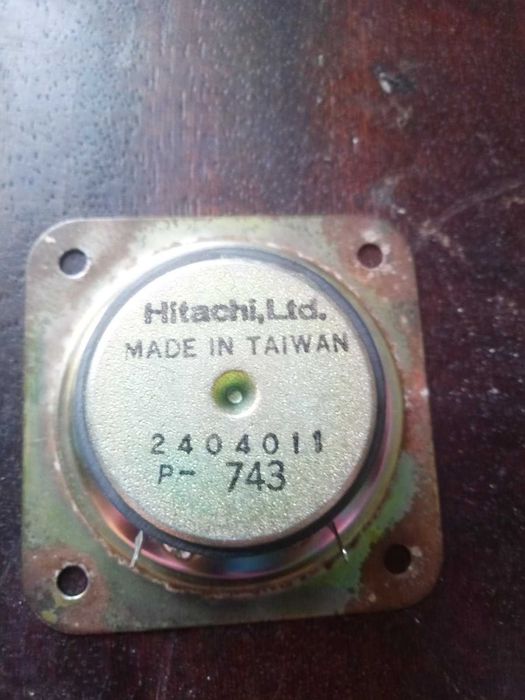 Hitachi,Ltd.
MADE IN TAIWAN
2404011
P- 743